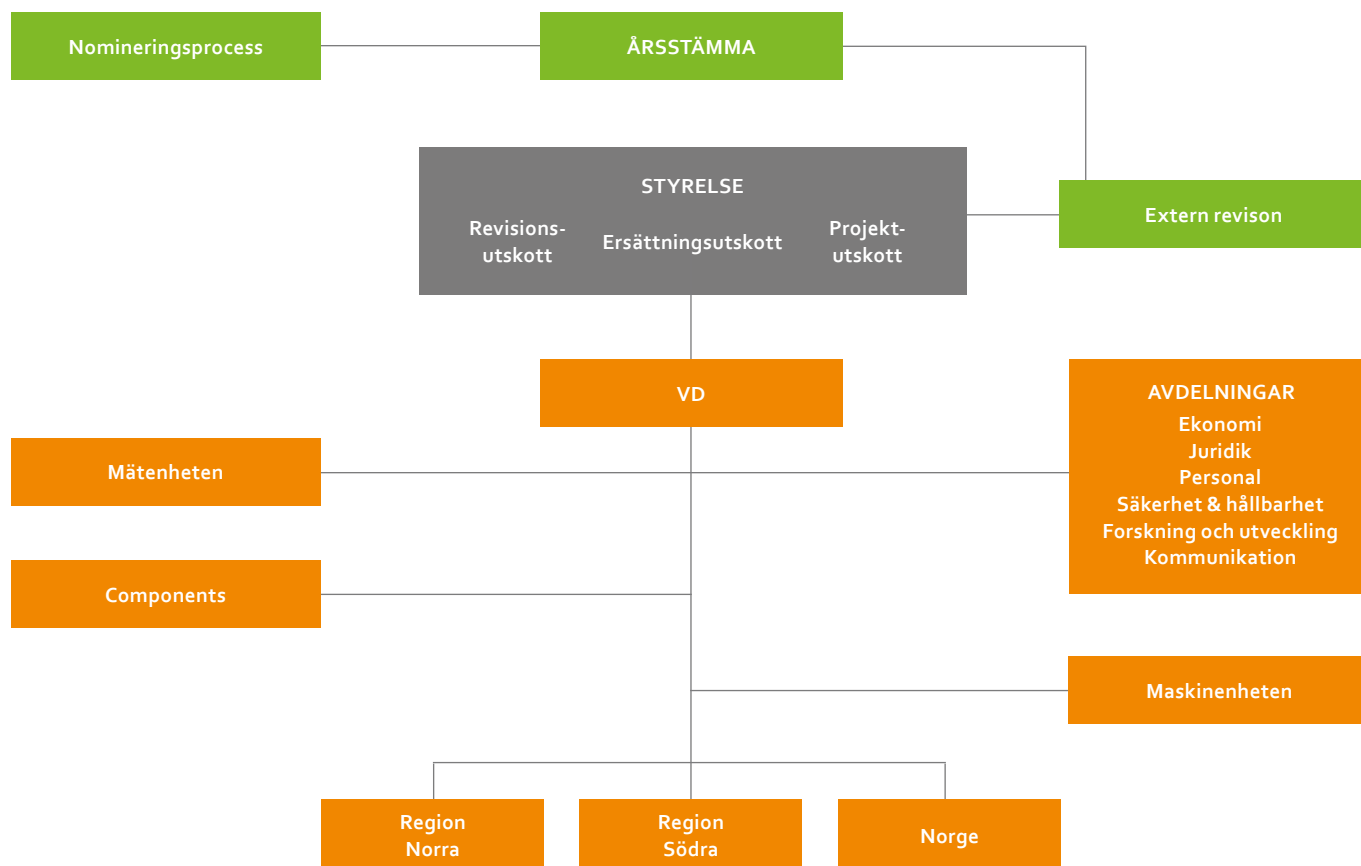 Nomineringsprocess
ÅRSSTÄMMA
STYRELSE
Revisions-
utskott
Ersättningsutskott
Projekt-
utskott
Extern revison
VD
AVDELNINGAR
Ekonomi
Juridik
Personal
Säkerhet & hållbarhet
Forskning och utveckling
Kommunikation
Mätenheten
Components
Maskinenheten
Region
Norra
Region
Södra
Norge